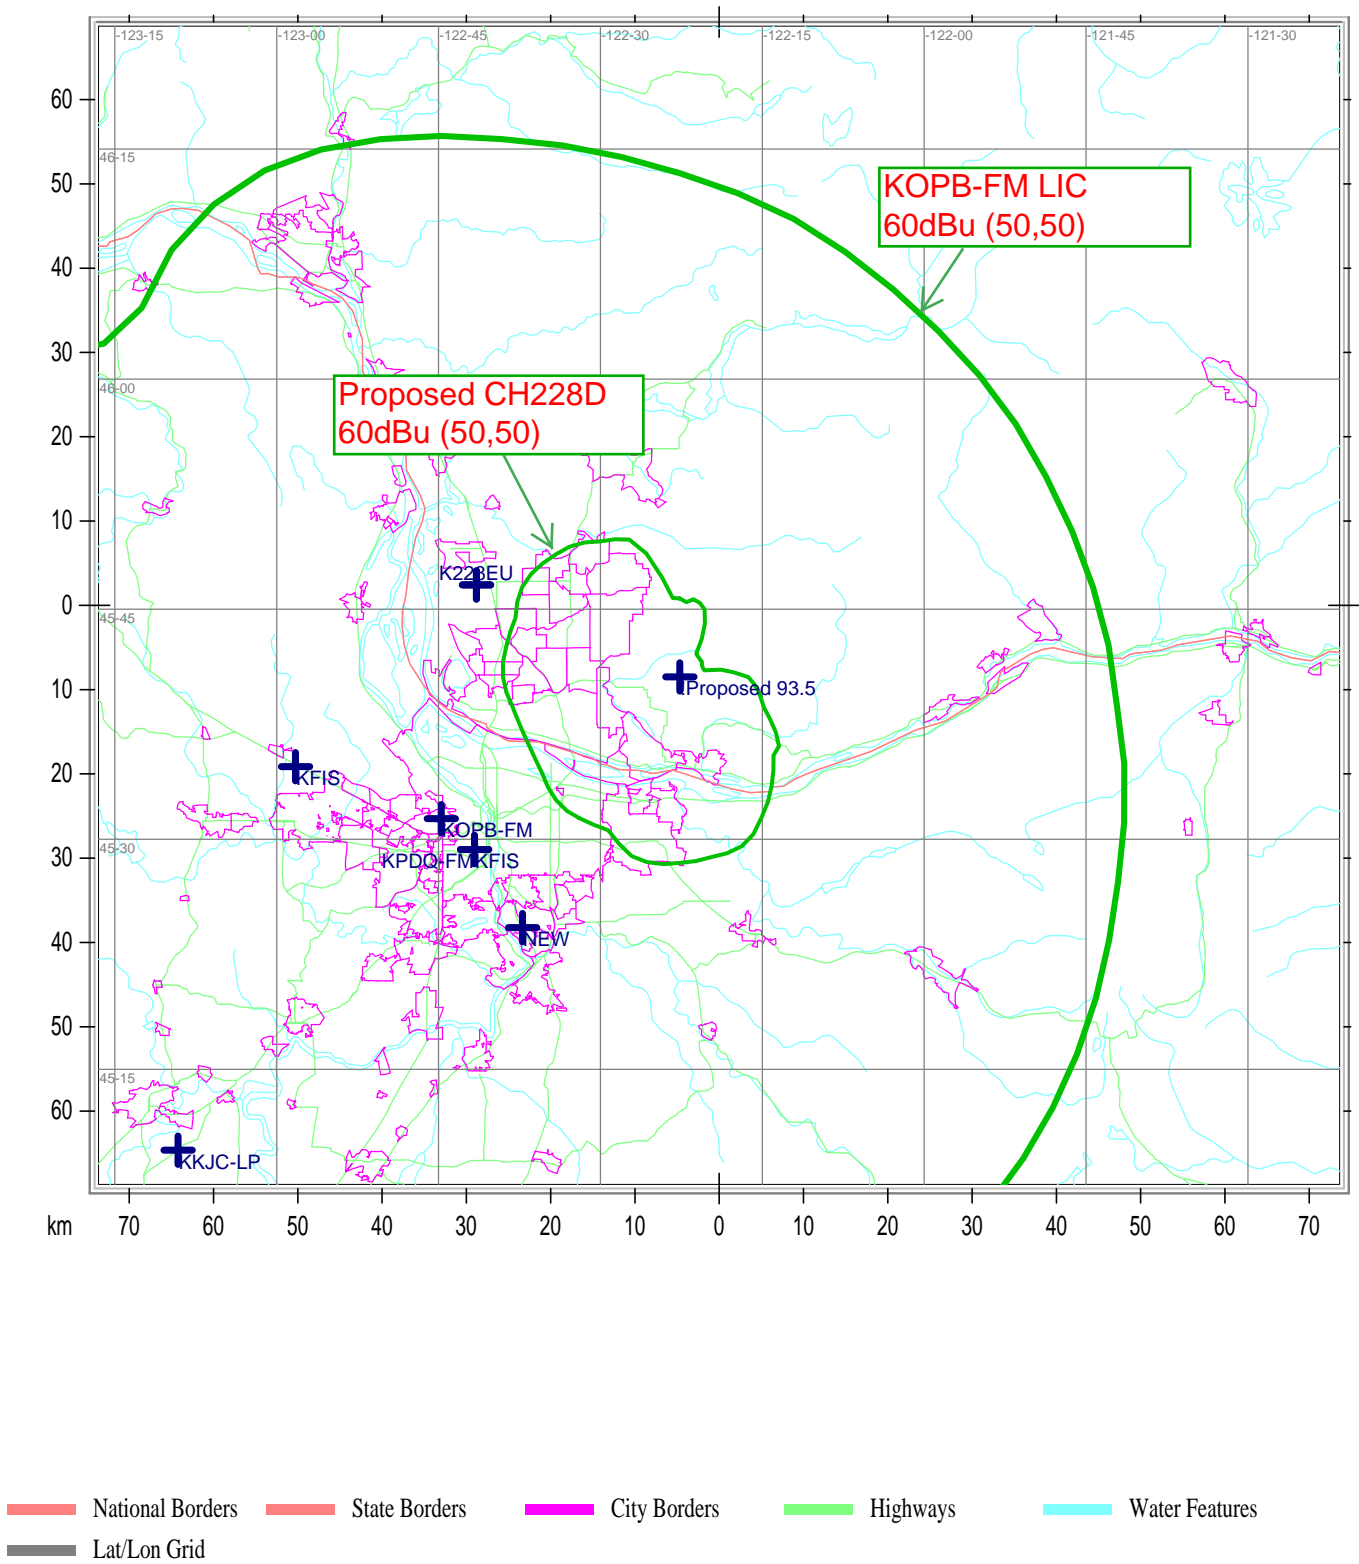 -123-15 -123-00 -122-45 -122-30 -122-15 -122-00 -121-45 -121-30
60
46-15
50
KOPB-FM LIC
60dBu (50,50)
40
30
46-00
Proposed CH228D
60dBu (50,50)
20
10
K228EU
0
45-45
Proposed 93.5
10
20
KFIS
KOPB-FM
45-30
KPDQ-FM KFIS
30
NEW
40
50
45-15
60
KKJC-LP
km 70 60 50 40 30 20 10 0 10 20 30 40 50 60 70
National Borders State Borders City Borders Highways Water Features
Lat/Lon Grid